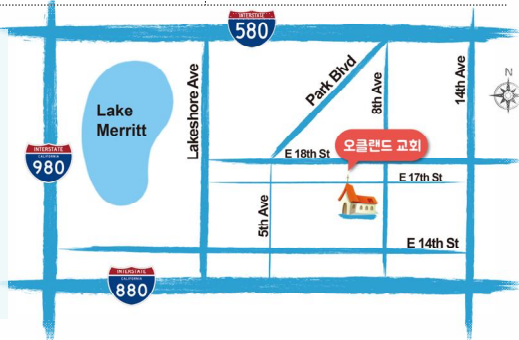 INTERSTATE
CALIFORNIA
580
Park Blvd
8th Ave
14th Ave
N
Lake
Merritt
Lakeshore Ave
오클랜드 교회
E 18th St
INTERSTATE
CALIFORNIA
980
E 17th St
5th Ave
E 14th St
INTERSTATE
CALIFORNIA
880